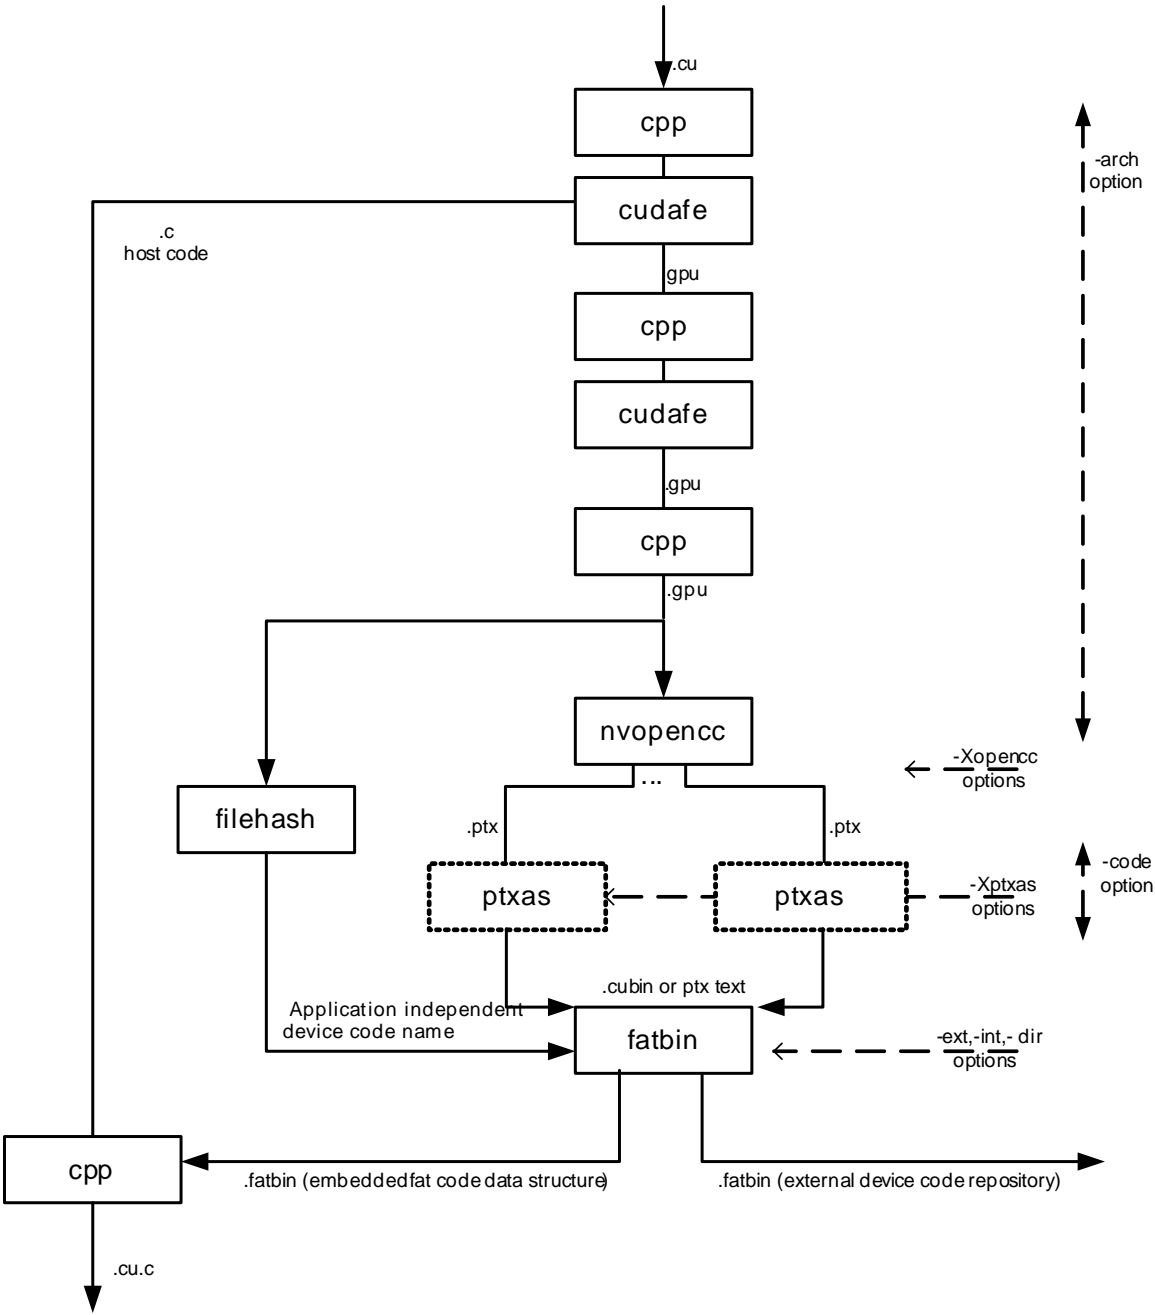 .cu
cpp
-arch
option
cudafe
.c
host code
gpu
cpp
cudafe
.gpu
cpp
.gpu
nvopencc
...
-Xopencc
options
filehash
.ptx
.ptx
ptxas
ptxas
-Xptxas
options
-code
option
.cubin or ptx text
Application independent
device code name
fatbin
-ext,-int,- dir
options
cpp
.fatbin (embeddedfat code data structure)
.fatbin (external device code repository)
.cu.c